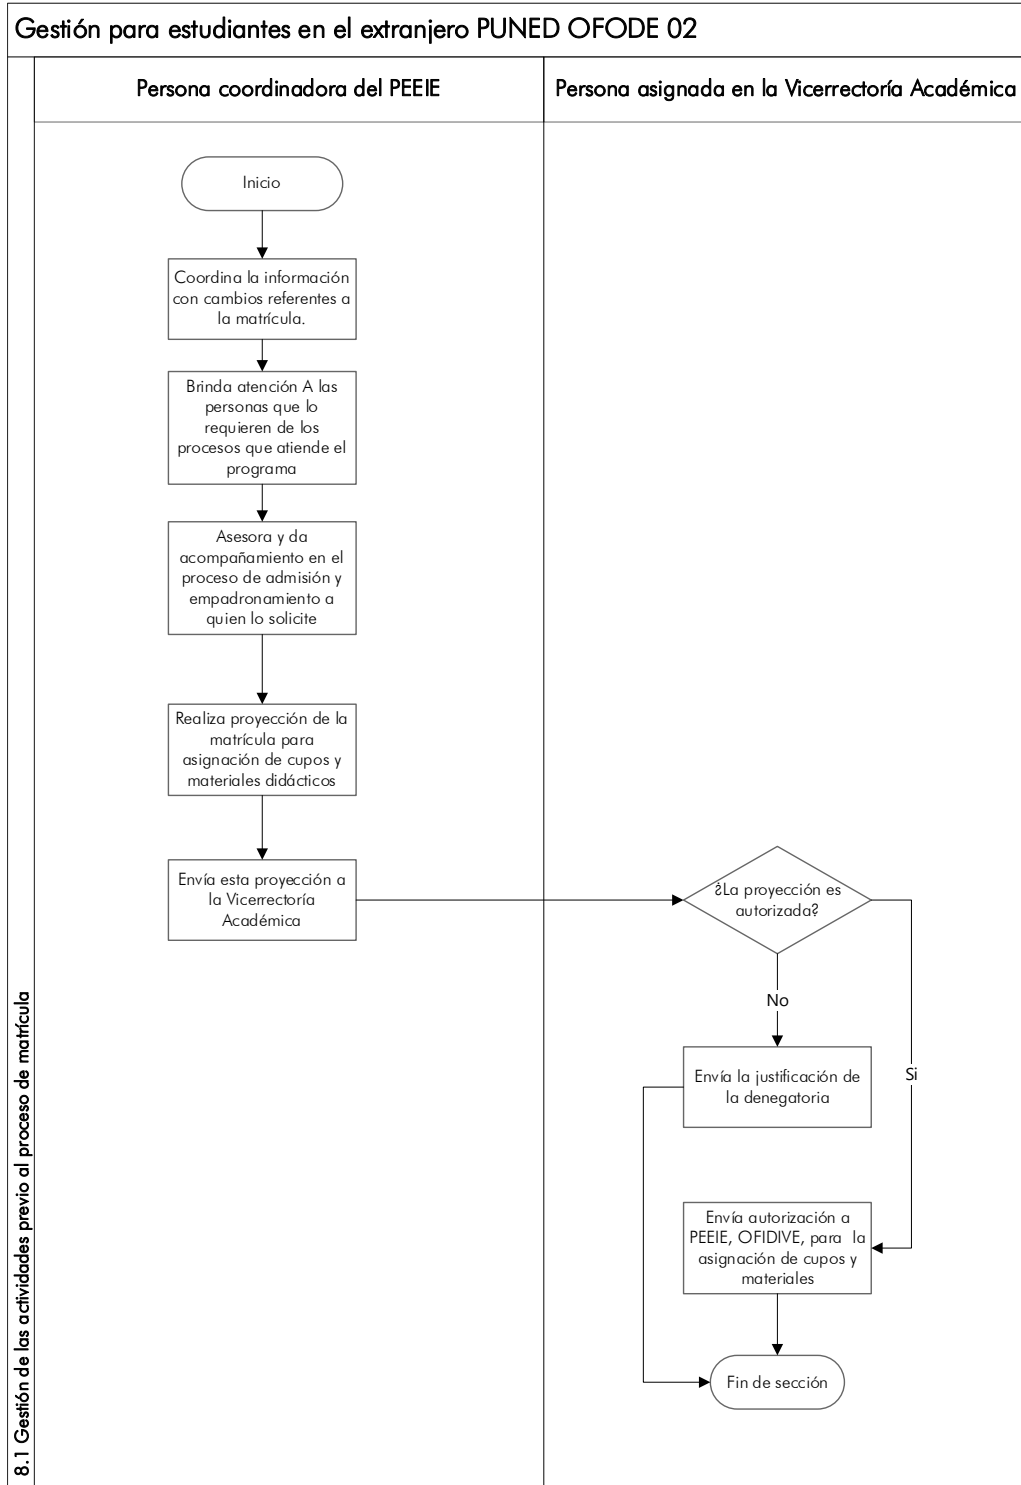 Gestión para estudiantes en el extranjero PUNED OFODE 02
Persona coordinadora del PEEIE
Persona asignada en la Vicerrectoría Académica
8.1 Gestión de las actividades previo al proceso de matrícula
Inicio
Coordina la información
con cambios referentes a
la matrícula.
Brinda atención A las
personas que lo
requieren de los
procesos que atiende el
programa
Asesora y da
acompañamiento en el
proceso de admisión y
empadronamiento a
quien lo solicite
Realiza proyección de la
matrícula para
asignación de cupos y
materiales didácticos
Envía esta proyección a
la Vicerrectoría
Académica
¿La proyección es
autorizada?
No
Si
Envía la justificación de
la denegatoria
Envía autorización a
PEEIE, OFIDIVE, para  la
asignación de cupos y
materiales
Fin de sección